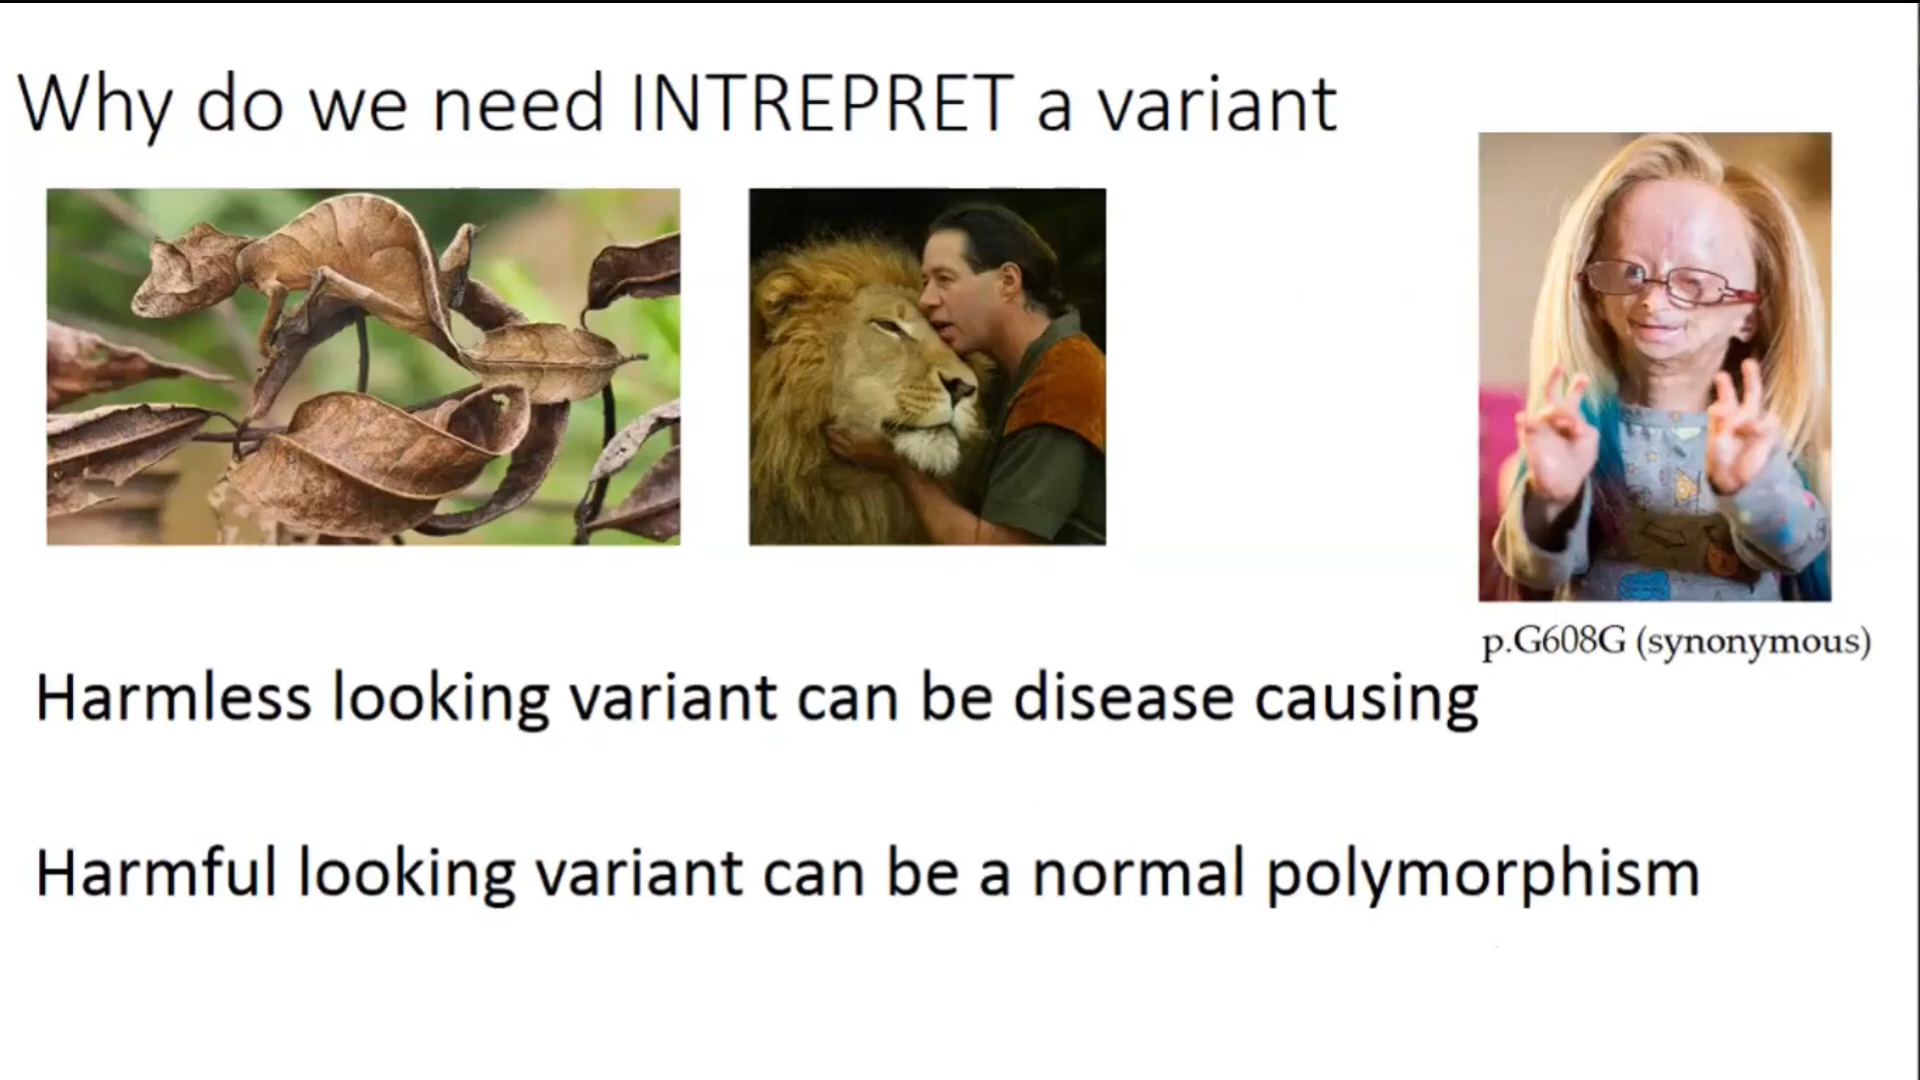 Why do we need INTREPRET a variant
p.G608G (synonymous)
Harmless looking variant can be disease causing
Harmful looking variant can be a normal polymorphism